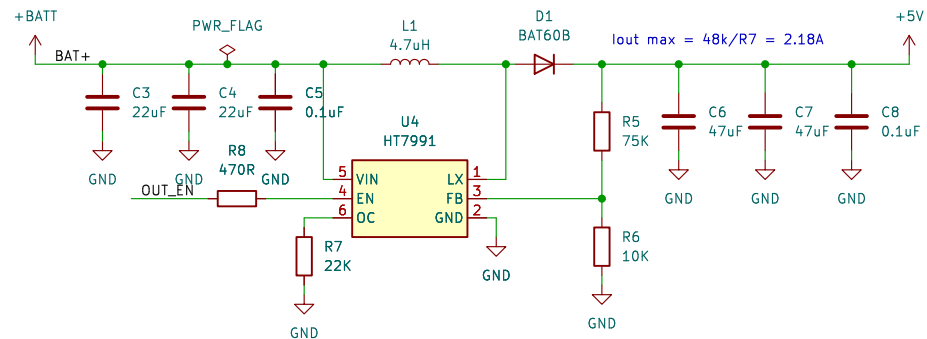 +BATT
PWR_FLAG
L1
4.7uH
D1
BAT60B
Iout max = 48k/R7 = 2.18A
+5V
BAT+
C3
22uF
GND
C4
22uF
GND
C5
0.1uF
GND
U4
HT7991
5
VIN
4
EN
6
OC
LX
1
FB
3
GND
2
R8
470R
OUT_EN
R7
22K
GND
GND
R5
75K
R6
10K
GND
C6
47uF
GND
C7
47uF
GND
C8
0.1uF
GND